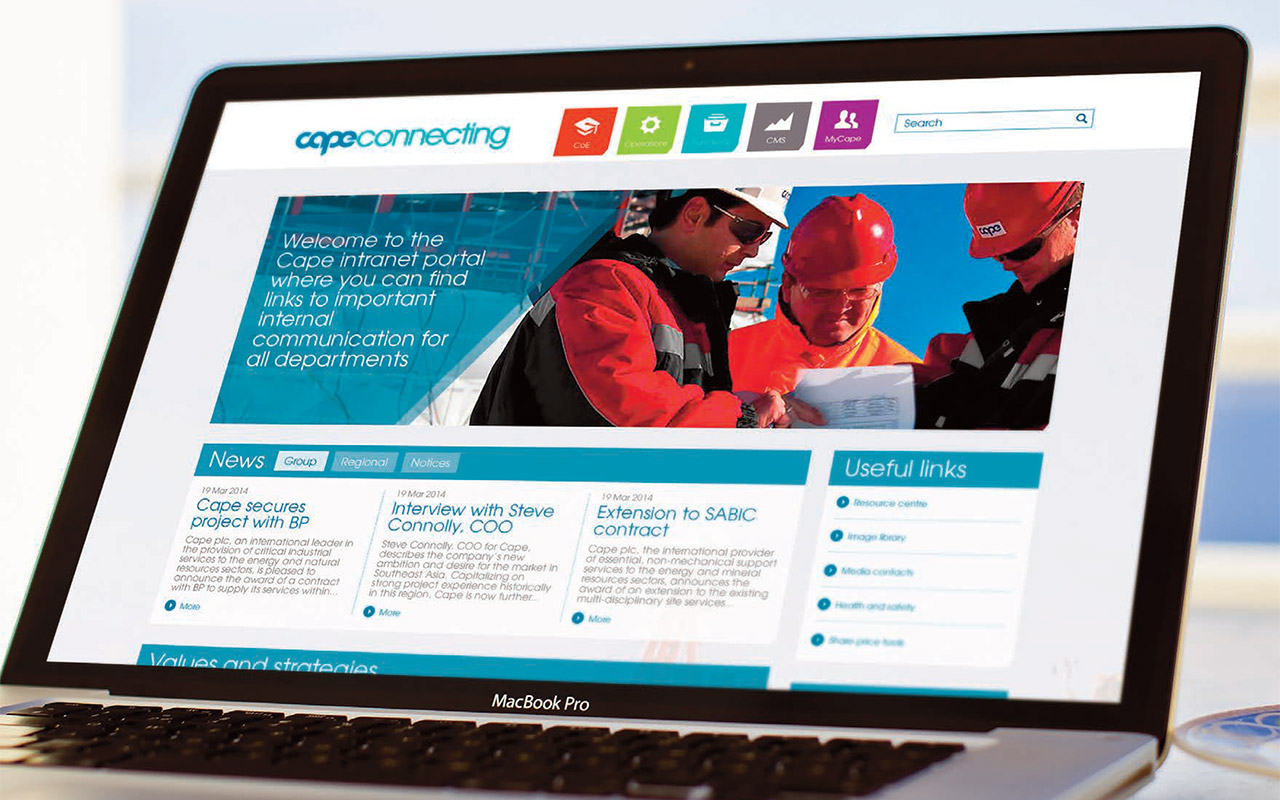 capeconnecting
CoE
Operations
CMS
MyCape
Search
Welcome to the
Cape intranet portal
where you can find
links to important
internal
communication for
all departments
cape
News
Group
Regional
Notices
19 Mar 2014
Cape secures
project with BP
Cape plc, an international leader in
the provision of critical industrial
services to the energy and natural
resources sectors, is pleased to
announce the award of a contract
with BP to supply its services within...
More
19 Mar 2014
Interview with Steve
Connolly, COO
Steve Connolly, COO for Cape,
describes the company's new
ambition and desire for the market in
Southeast Asia. Capitalizing on
strong project experience historically
in this region, Cape is now further...
More
19 Mar 2014
Extension to SABIC
contract
Cape plc, the international provider
of essential, non-mechanical support
services to the energy and mineral
resources sectors, announces the
award of an extension to the existing
multi-disciplinary site services...
More
Useful links
Resource centre
Image library
Media contacts
Health and safety
Share price tools
Values and strategies
MacBook Pro